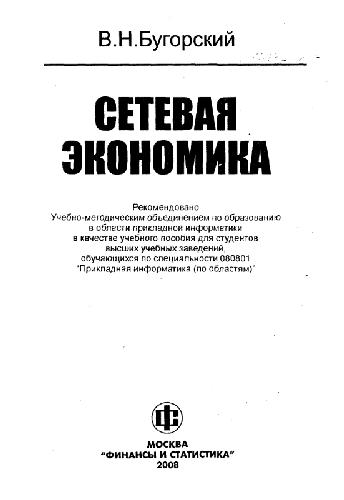 В.Н.Бугорский
СЕТЕВАЯ
ЭКОНОМИКА
Рекомендовано
Учебно-методическим объединением по образованию
в области прикладной информатики
в качестве учебного пособия для студентов
высших учебных заведений,
обучающихся по специальности 080801
"Прикладная информатика (по областям)"
МОСКВА
"ФИНАНСЫ И СТАТИСТИКА"
2008